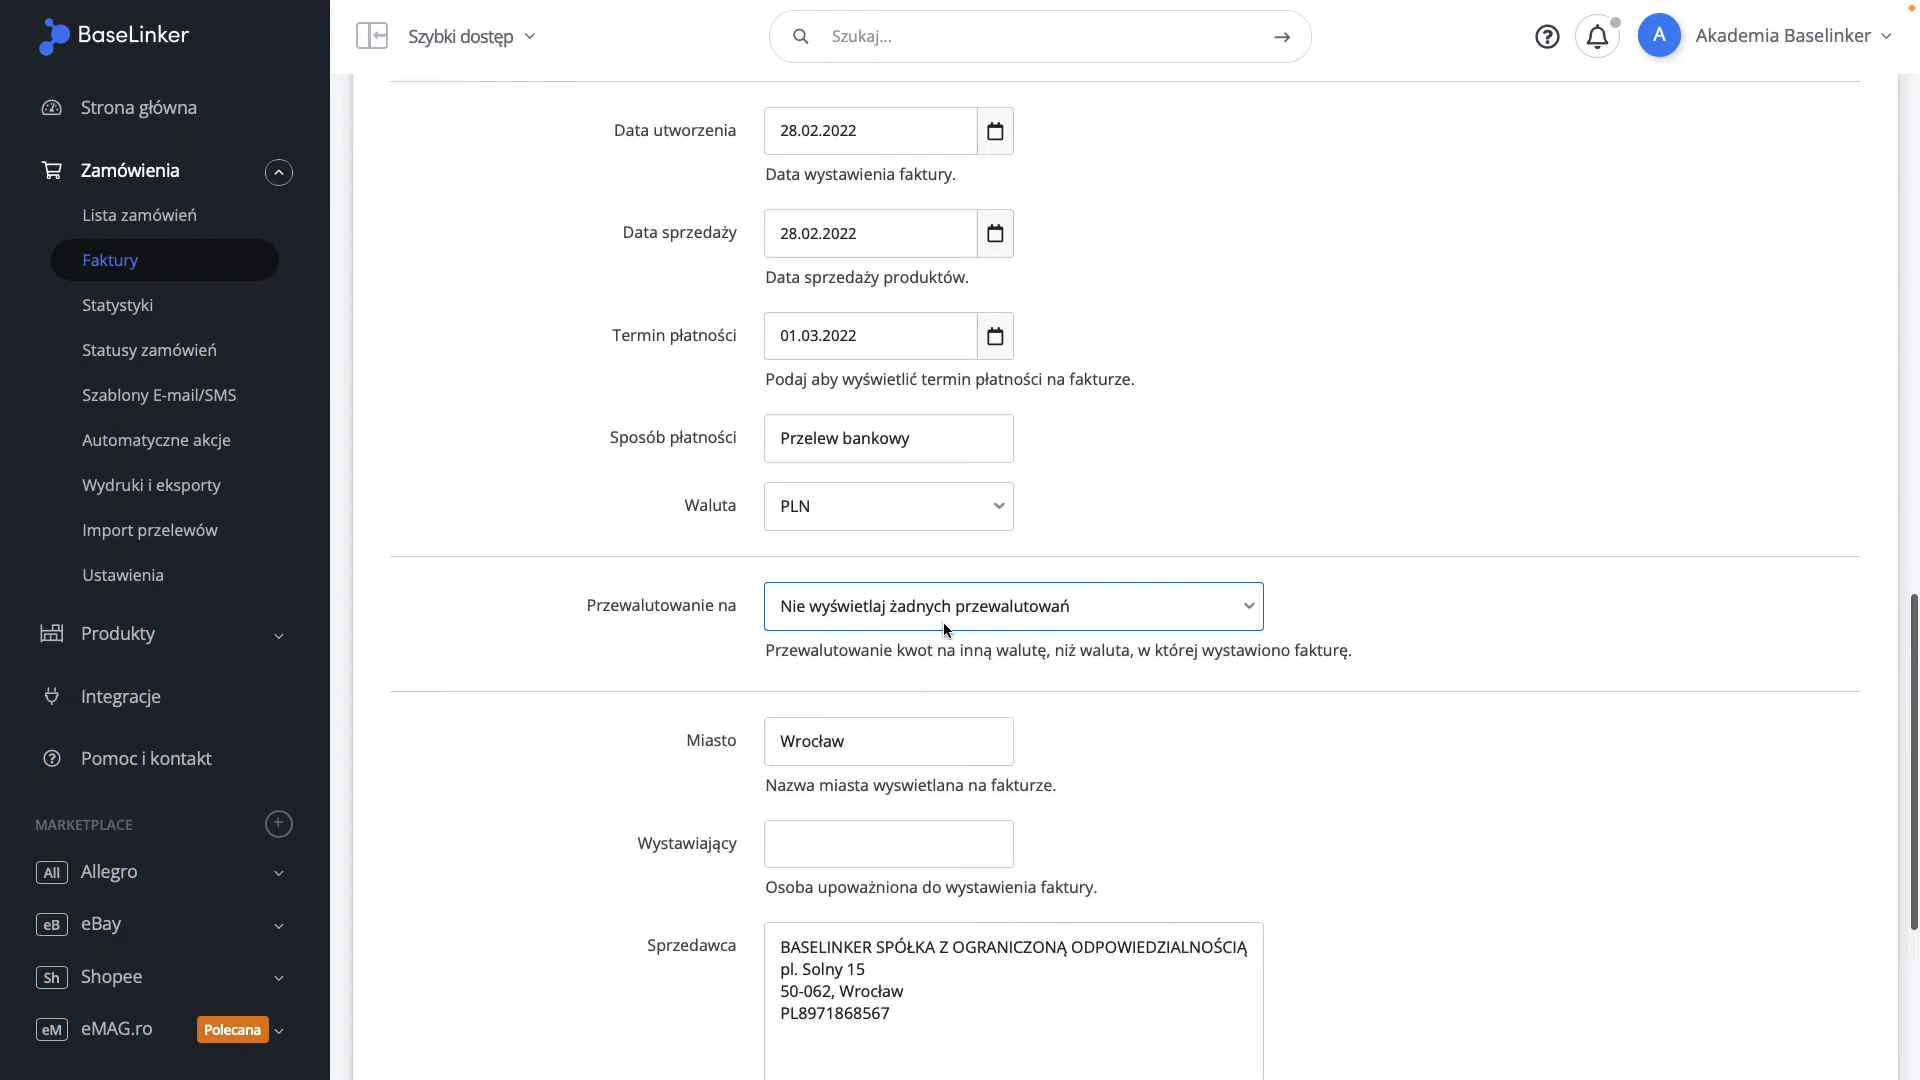 BaseLinker
Szybki dostęp
Szukaj...
A
Akademia Baselinker
Strona główna
Zamówienia
Lista zamówień
Faktury
Statystyki
Statusy zamówień
Szablony E-mail/SMS
Automatyczne akcje
Wydruki i eksporty
Import przelewów
Ustawienia
Produkty
Integracje
Pomoc i kontakt
MARKETPLACE
All Allegro
eB eBay
Sh Shopee
eM eMAG.ro Polecana
Data utworzenia 28.02.2022
Data wystawienia faktury.
Data sprzedaży 28.02.2022
Data sprzedaży produktów.
Termin płatności 01.03.2022
Podaj aby wyświetlić termin płatności na fakturze.
Sposób płatności Przelew bankowy
Waluta PLN
Przewalutowanie na Nie wyświetlaj żadnych przewalutowań
Przewalutowanie kwot na inną walutę, niż waluta, w której wystawiono fakturę.
Miasto Wrocław
Nazwa miasta wyswietlana na fakturze.
Wystawiający
Osoba upoważniona do wystawienia faktury.
Sprzedawca BASELINKER SPÓŁKA Z OGRANICZONĄ ODPOWIEDZIALNOŚCIĄ
pl. Solny 15
50-062, Wrocław
PL8971868567